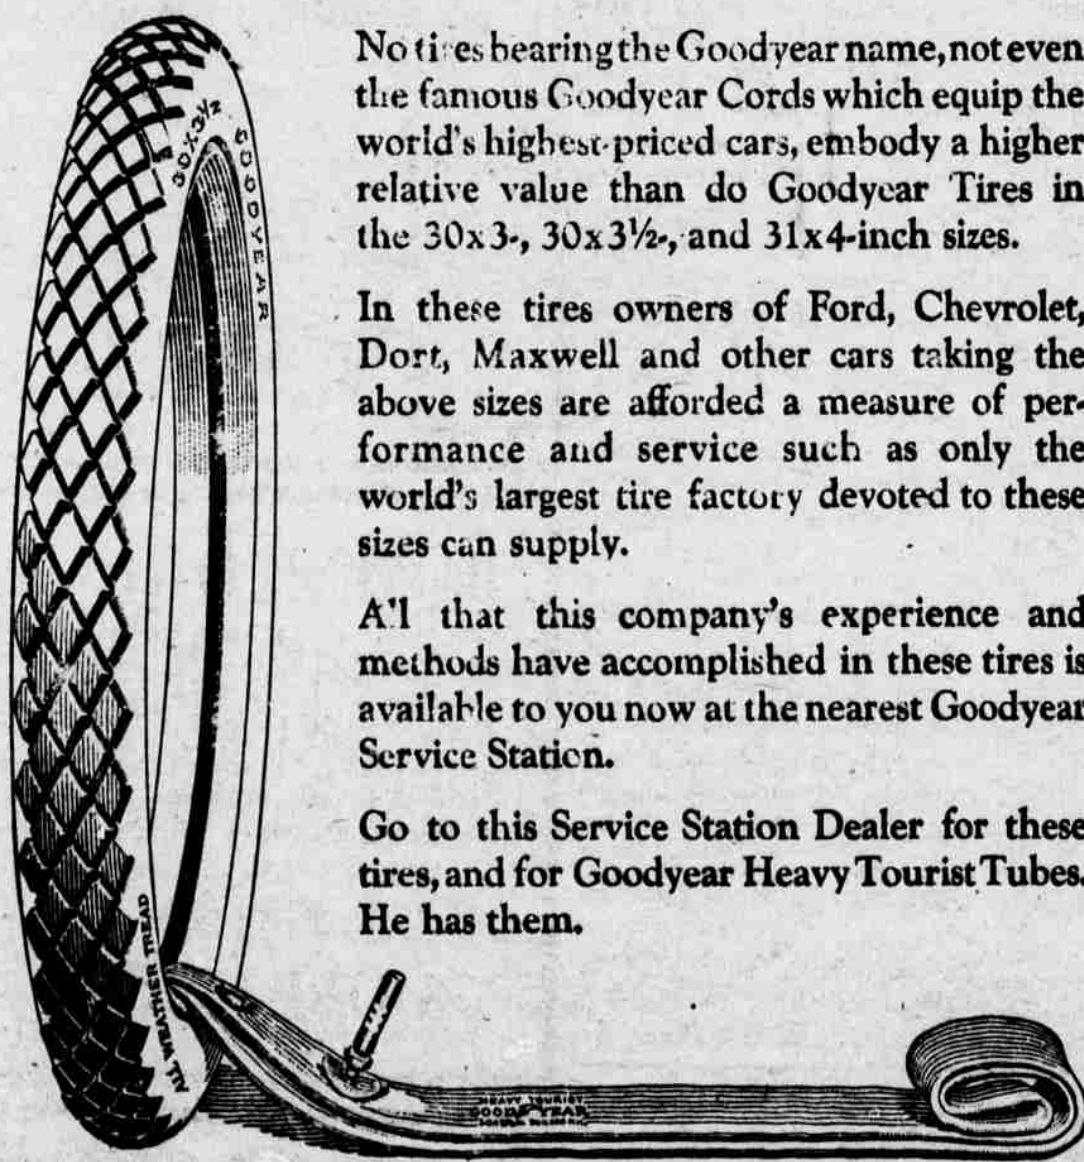 No tires bearing the Goodyear name, not even
the famous Goodyear Cords which equip the
world's highest-priced cars, embody a higher
relative value than do Goodyear Tires in
the 30x3-, 30x3½-, and 31x4-inch sizes.
In these tires owners of Ford, Chevrolet,
Dort, Maxwell and other cars taking the
above sizes are afforded a measure of per-
formance and service such as only the
world's largest tire factory devoted to these
sizes can supply.
All that this company's experience and
methods have accomplished in these tires is
available to you now at the nearest Goodyear
Service Station.
Go to this Service Station Dealer for these
tires, and for Goodyear Heavy Tourist Tubes.
He has them.
30X3½ GOODYEAR
ALL WEATHER TREAD
HEAVY TOURIST
GOODYEAR